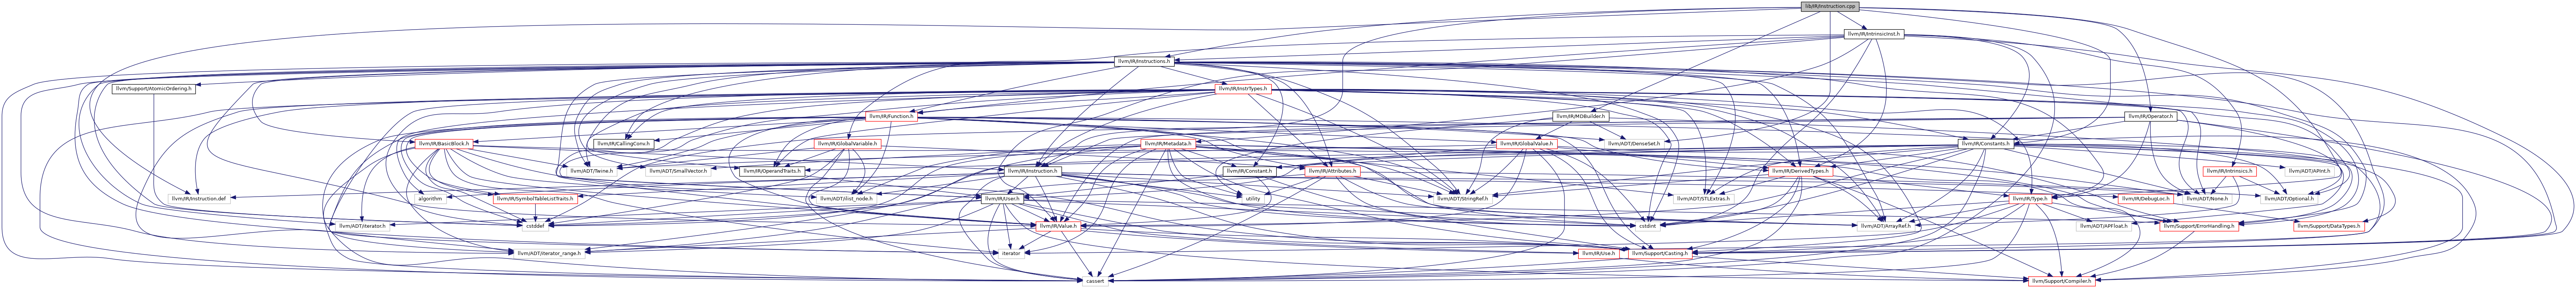 lib/IR/Instruction.cpp
llvm/IR/IntrinsicInst.h
llvm/IR/Instructions.h
llvm/Support/AtomicOrdering.h
llvm/IR/InstrTypes.h
llvm/IR/Function.h
llvm/IR/MDBuilder.h
llvm/IR/Operator.h
llvm/IR/BasicBlock.h
llvm/IR/CallingConv.h
llvm/IR/GlobalVariable.h
llvm/IR/Metadata.h
llvm/IR/GlobalValue.h
llvm/ADT/DenseSet.h
llvm/IR/Constants.h
llvm/ADT/Twine.h
llvm/ADT/SmallVector.h
llvm/IR/OperandTraits.h
llvm/IR/Instruction.h
llvm/IR/Constant.h
llvm/IR/Attributes.h
llvm/IR/DerivedTypes.h
llvm/IR/Intrinsics.h
llvm/ADT/APInt.h
llvm/IR/Instruction.def
algorithm
llvm/IR/SymbolTableListTraits.h
llvm/ADT/ilist_node.h
llvm/IR/User.h
utility
llvm/ADT/StringRef.h
llvm/ADT/STLExtras.h
llvm/IR/Type.h
llvm/IR/DebugLoc.h
llvm/ADT/None.h
llvm/ADT/Optional.h
llvm/ADT/iterator.h
cstddef
llvm/IR/Value.h
cstdint
llvm/ADT/ArrayRef.h
llvm/ADT/APFloat.h
llvm/Support/ErrorHandling.h
llvm/Support/DataTypes.h
llvm/ADT/iterator_range.h
iterator
llvm/IR/Use.h
llvm/Support/Casting.h
cassert
llvm/Support/Compiler.h